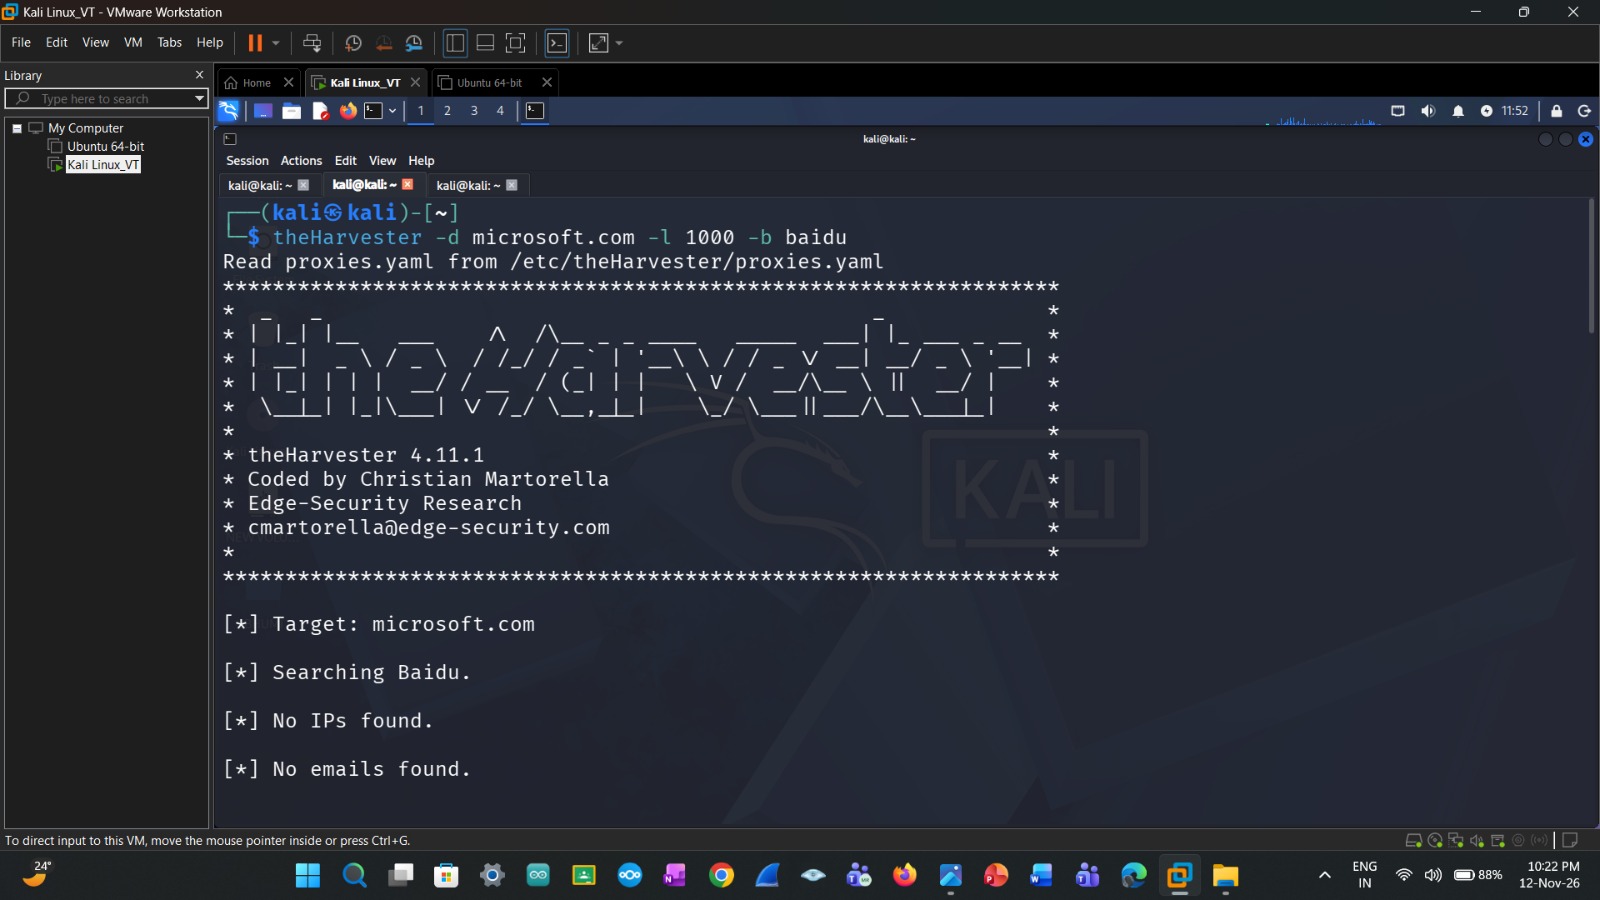 Kali Linux_VT - VMware Workstation
File Edit View VM Tabs Help
Library
Type here to search
My Computer
Ubuntu 64-bit
Kali Linux_VT
Home
Kali Linux_VT
Ubuntu 64-bit
1 2 3 4
11:52
kali@kali: ~
Session Actions Edit View Help
kali@kali: ~
kali@kali: ~
kali@kali: ~
┌──(kali㉿kali)-[~]
└─$ theHarvester -d microsoft.com -l 1000 -b baidu
Read proxies.yaml from /etc/theHarvester/proxies.yaml
*******************************************************************
theHarvester
* theHarvester 4.11.1 *
* Coded by Christian Martorella *
* Edge-Security Research *
* cmartorella@edge-security.com *
* *
*******************************************************************
[*] Target: microsoft.com
[*] Searching Baidu.
[*] No IPs found.
[*] No emails found.
KALI
To direct input to this VM, move the mouse pointer inside or press Ctrl+G.
24°
ENG
IN
88%
10:22 PM
12-Nov-26